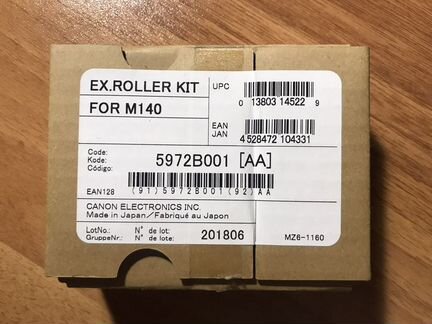 EX.ROLLER KIT
FOR M140
UPC
0 13803 14522 9
EAN
JAN
4 528472 104331
Code:
Kode:
Código:
5972B001 [AA]
EAN128
(91)5972B001(92)AA
CANON ELECTRONICS INC.
Made in Japan/Fabriqué au Japon
LotNo.: N° de lot:
GruppeNr.: N° de lote:
201806
MZ6-1160